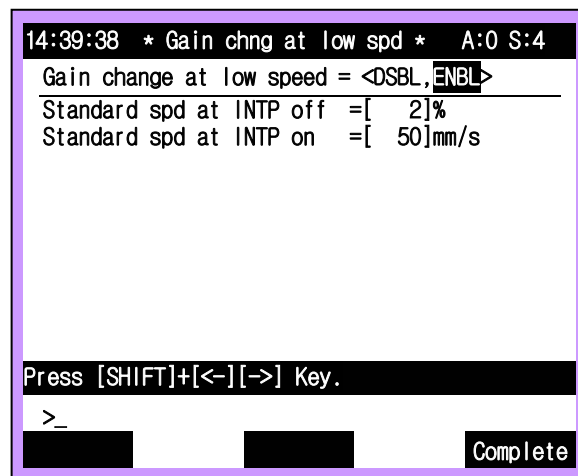 14:39:38 * Gain chng at low spd * A:0 S:4
Gain change at low speed = <DSBL,ENBL>
Standard spd at INTP off =[ 2]%
Standard spd at INTP on =[ 50]mm/s
Press [SHIFT]+[<-][->] Key.
>_
Complete